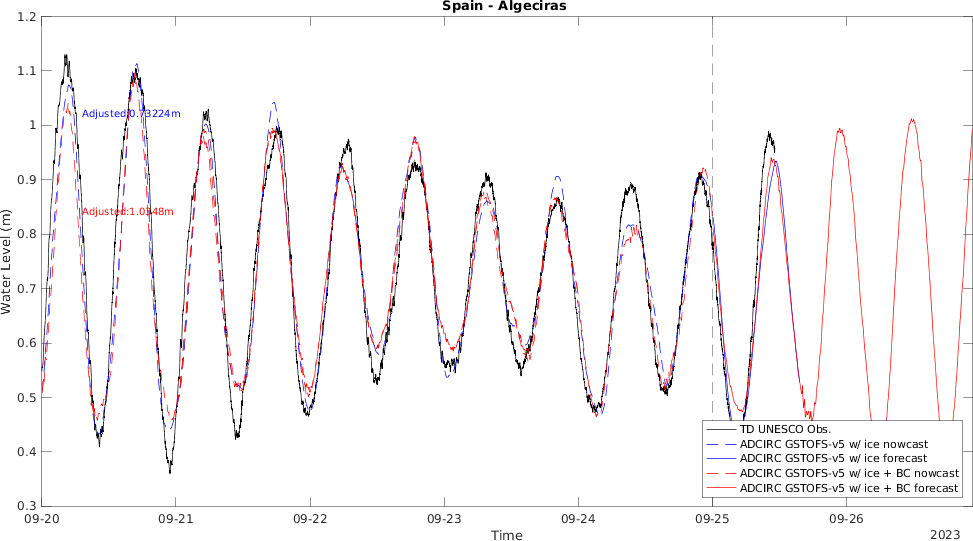 Spain - Algeciras
1.2
1.1
1
0.9
0.8
0.7
0.6
0.5
0.4
0.3
Water Level (m)
Adjusted:0.73224m
Adjusted:1.0348m
TD UNESCO Obs.
ADCIRC GSTOFS-v5 w/ ice nowcast
ADCIRC GSTOFS-v5 w/ ice forecast
ADCIRC GSTOFS-v5 w/ ice + BC nowcast
ADCIRC GSTOFS-v5 w/ ice + BC forecast
09-20 09-21 09-22 09-23 09-24 09-25 09-26
Time
2023